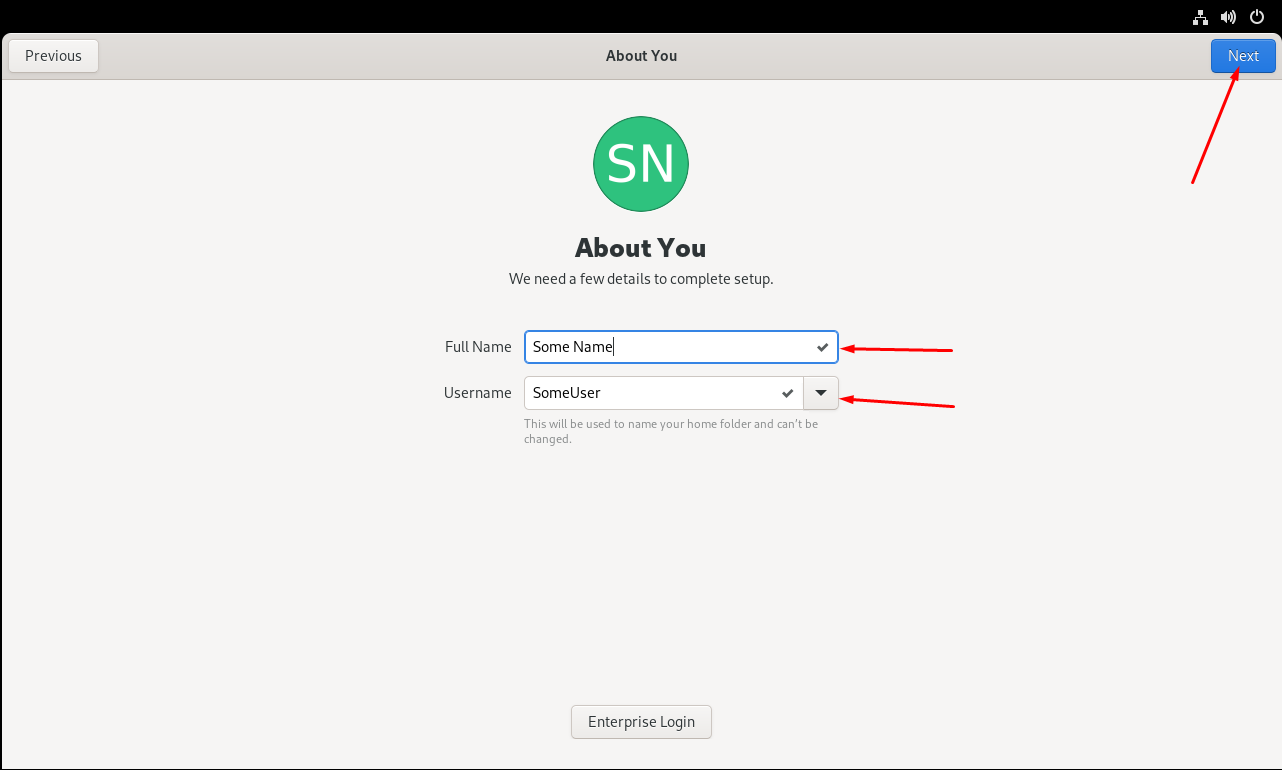 Previous
About You
Next
SN
About You
We need a few details to complete setup.
Full Name
Some Name
Username
SomeUser
This will be used to name your home folder and can't be
changed.
Enterprise Login